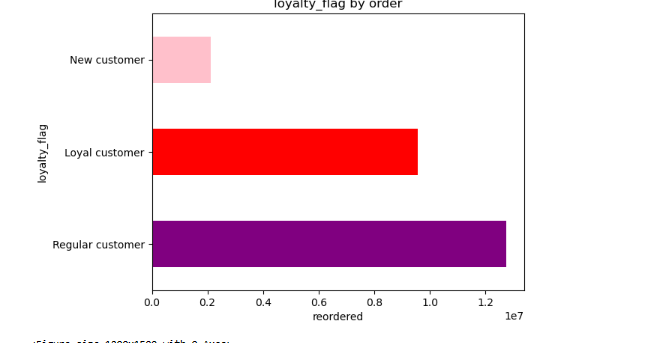 loyalty_flag by order
New customer
Loyal customer
Regular customer
loyalty_flag
0.0 0.2 0.4 0.6 0.8 1.0 1.2
1e7
reordered